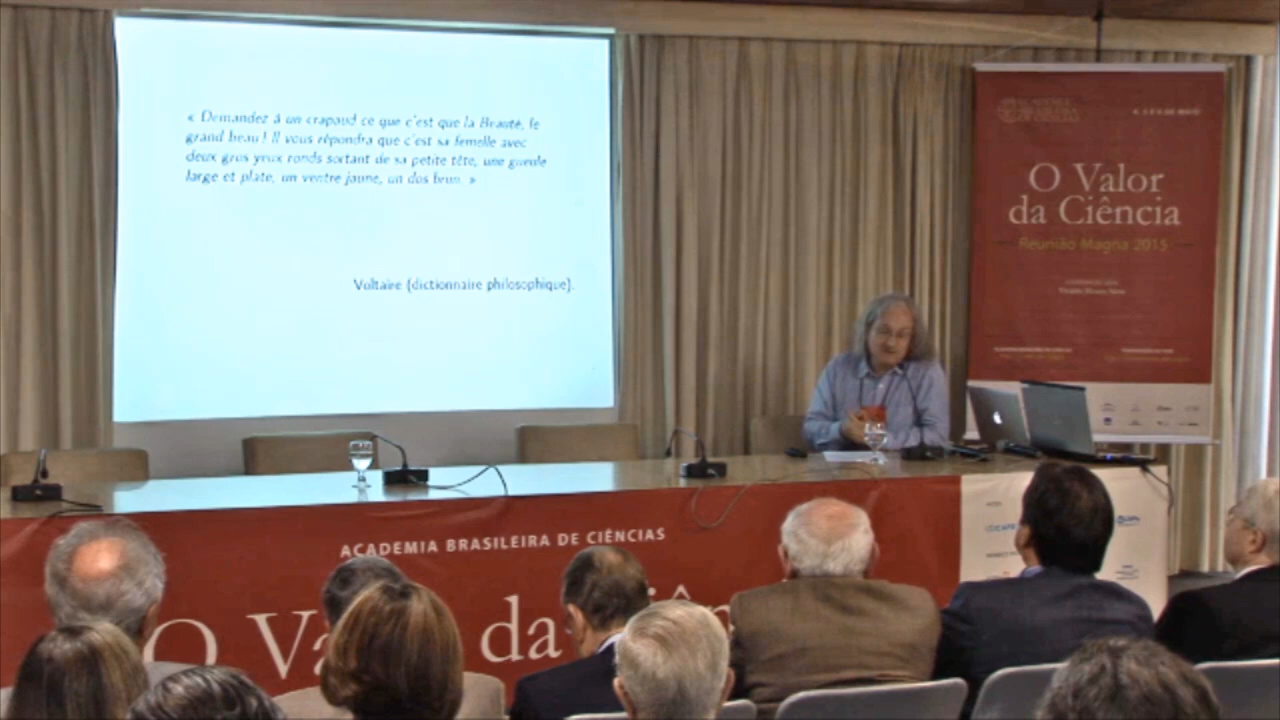 « Demandez à un crapaud ce que c'est que la Beauté, le
grand beau ! Il vous répondra que c'est sa femelle avec
deux gros yeux ronds sortant de sa petite tête, une gueule
large et plate, un ventre jaune, un dos brun. »
Voltaire (dictionnaire philosophique).
O Valor
da Ciência
Reunião Magna 2015
ACADEMIA BRASILEIRA DE CIÊNCIAS
O Va da